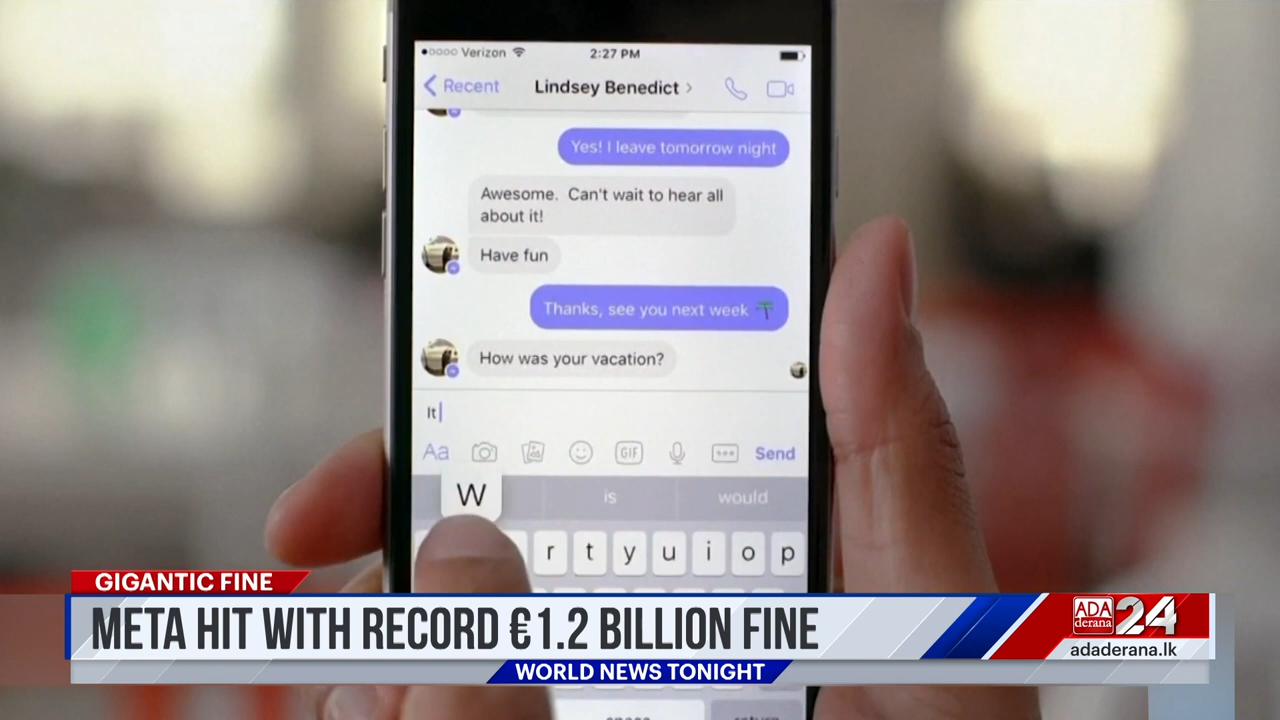 Verizon
2:27 PM
Recent
Lindsey Benedict
Yes! I leave tomorrow night
Awesome. Can't wait to hear all
about it!
Have fun
Thanks, see you next week
How was your vacation?
It
Aa
GIF
Send
W
is
would
r t y u i o p
GIGANTIC FINE
META HIT WITH RECORD €1.2 BILLION FINE
WORLD NEWS TONIGHT
ADA
derana
24
adaderana.lk
space
return